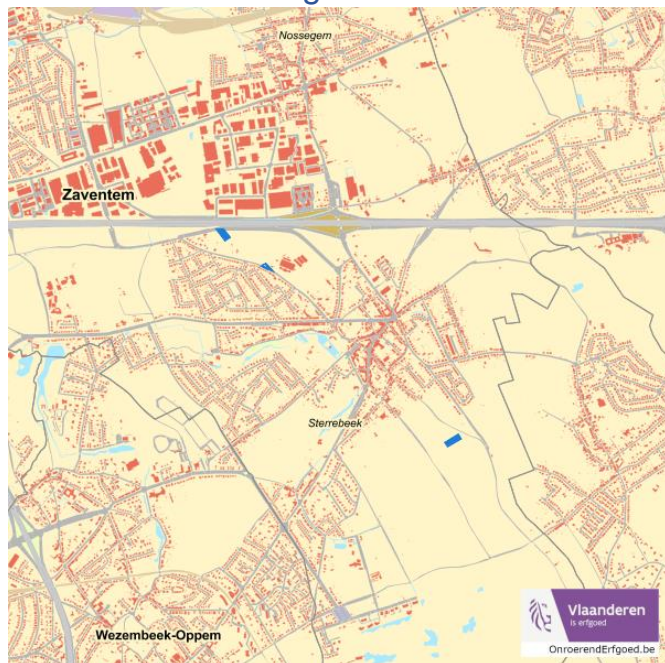 Nossegem
Zaventem
Sterrebeek
Wezembeek-Oppem
Vlaanderen
is erfgoed
OnroerendErfgoed.be